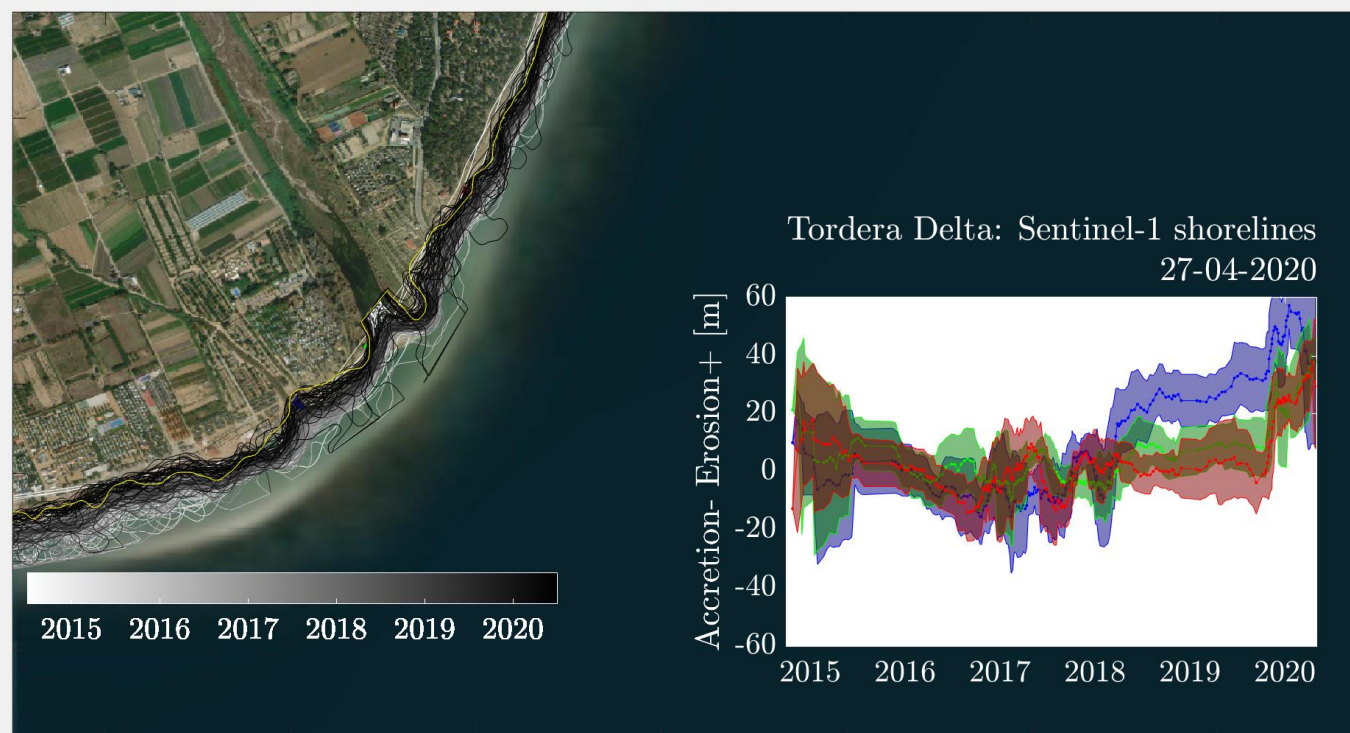 Tordera Delta: Sentinel-1 shorelines
27-04-2020
Accretion- Erosion+ [m]
60
40
20
0
-20
-40
-60
2015 2016 2017 2018 2019 2020
2015 2016 2017 2018 2019 2020